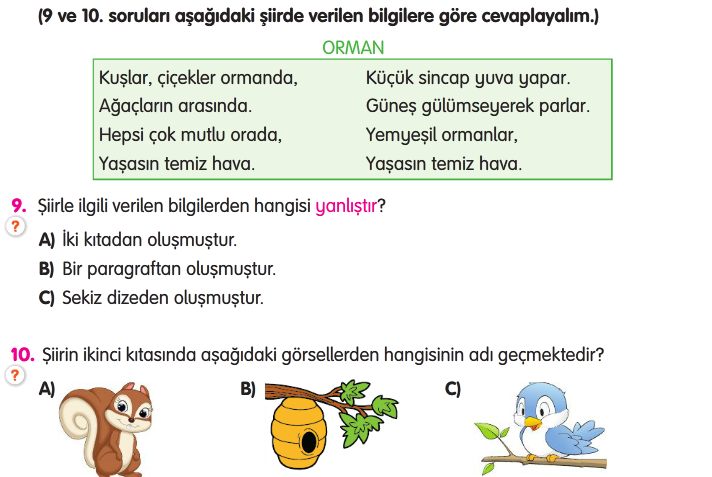 (9 ve 10. soruları aşağıdaki şiirde verilen bilgilere göre cevaplayalım.)
ORMAN
Kuşlar, çiçekler ormanda,
Ağaçların arasında.
Hepsi çok mutlu orada,
Yaşasın temiz hava.
Küçük sincap yuva yapar.
Güneş gülümseyerek parlar.
Yemyeşil ormanlar,
Yaşasın temiz hava.
9. Şiirle ilgili verilen bilgilerden hangisi yanlıştır?
?
A) İki kıtadan oluşmuştur.
B) Bir paragraftan oluşmuştur.
C) Sekiz dizeden oluşmuştur.
10. Şiirin ikinci kıtasında aşağıdaki görsellerden hangisinin adı geçmektedir?
?
A) B) C)